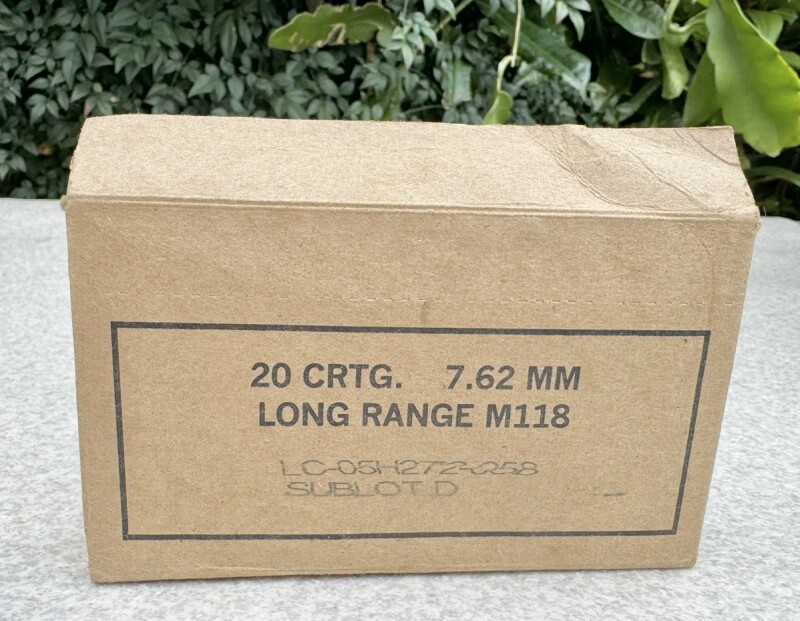 20 CRTG. 7.62 MM
LONG RANGE M118
LC-05H272-258
SUBLOT D